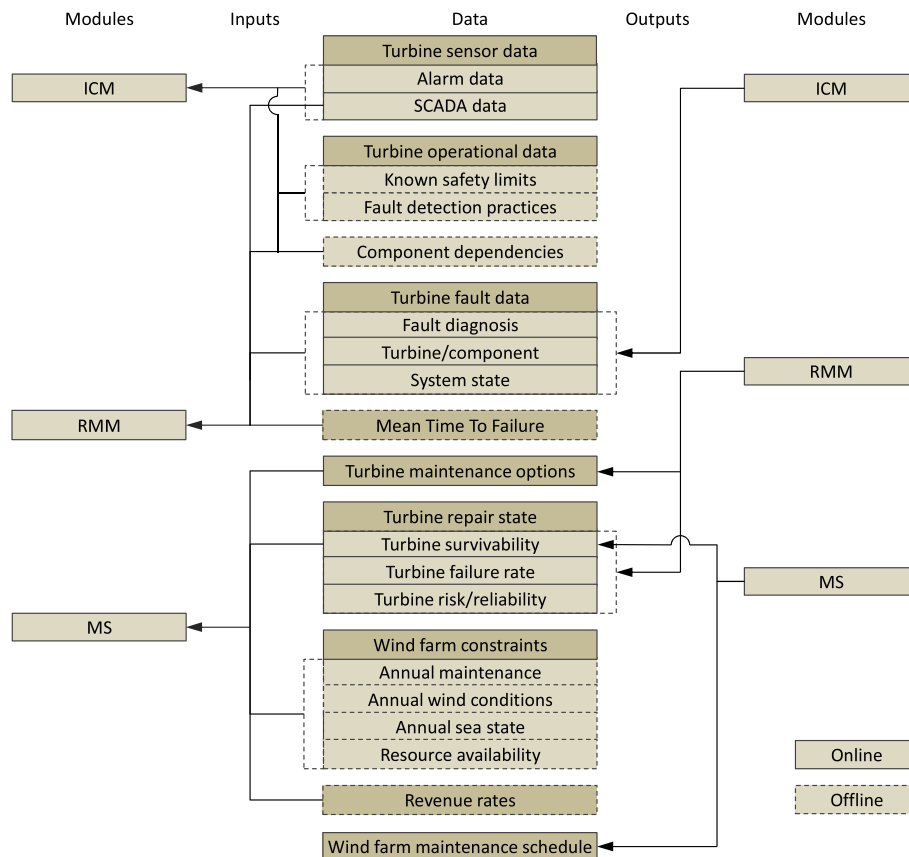 Modules Inputs Data Outputs Modules
Turbine sensor data
ICM Alarm data ICM
SCADA data
Turbine operational data
Known safety limits
Fault detection practices
Component dependencies
Turbine fault data
Fault diagnosis
Turbine/component
RMM
System state
RMM Mean Time To Failure
Turbine maintenance options
Turbine repair state
Turbine survivability
Turbine failure rate
MS
Turbine risk/reliability
MS
Wind farm constraints
Annual maintenance
Annual wind conditions
Annual sea state
Resource availability Online
Revenue rates Offline
Wind farm maintenance schedule